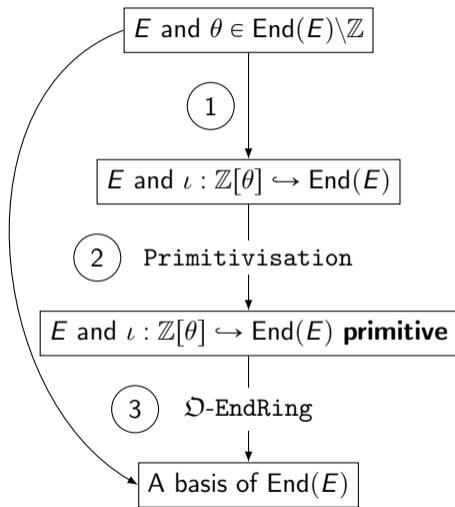 E and θ ∈ End(E)\ℤ
1
E and ι : ℤ[θ] ↪ End(E)
2 Primitivisation
E and ι : ℤ[θ] ↪ End(E) primitive
3 𝔒-EndRing
A basis of End(E)